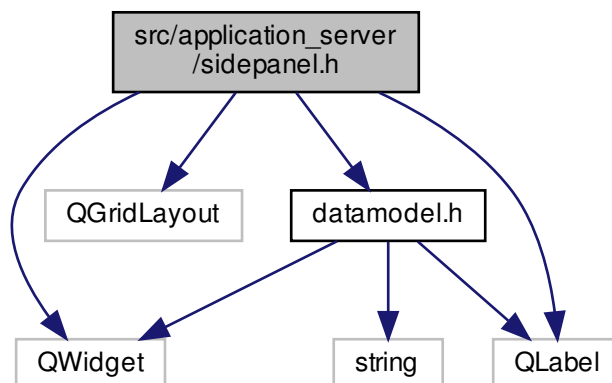 src/application_server
/sidepanel.h
QGridLayout
datamodel.h
QWidget
string
QLabel